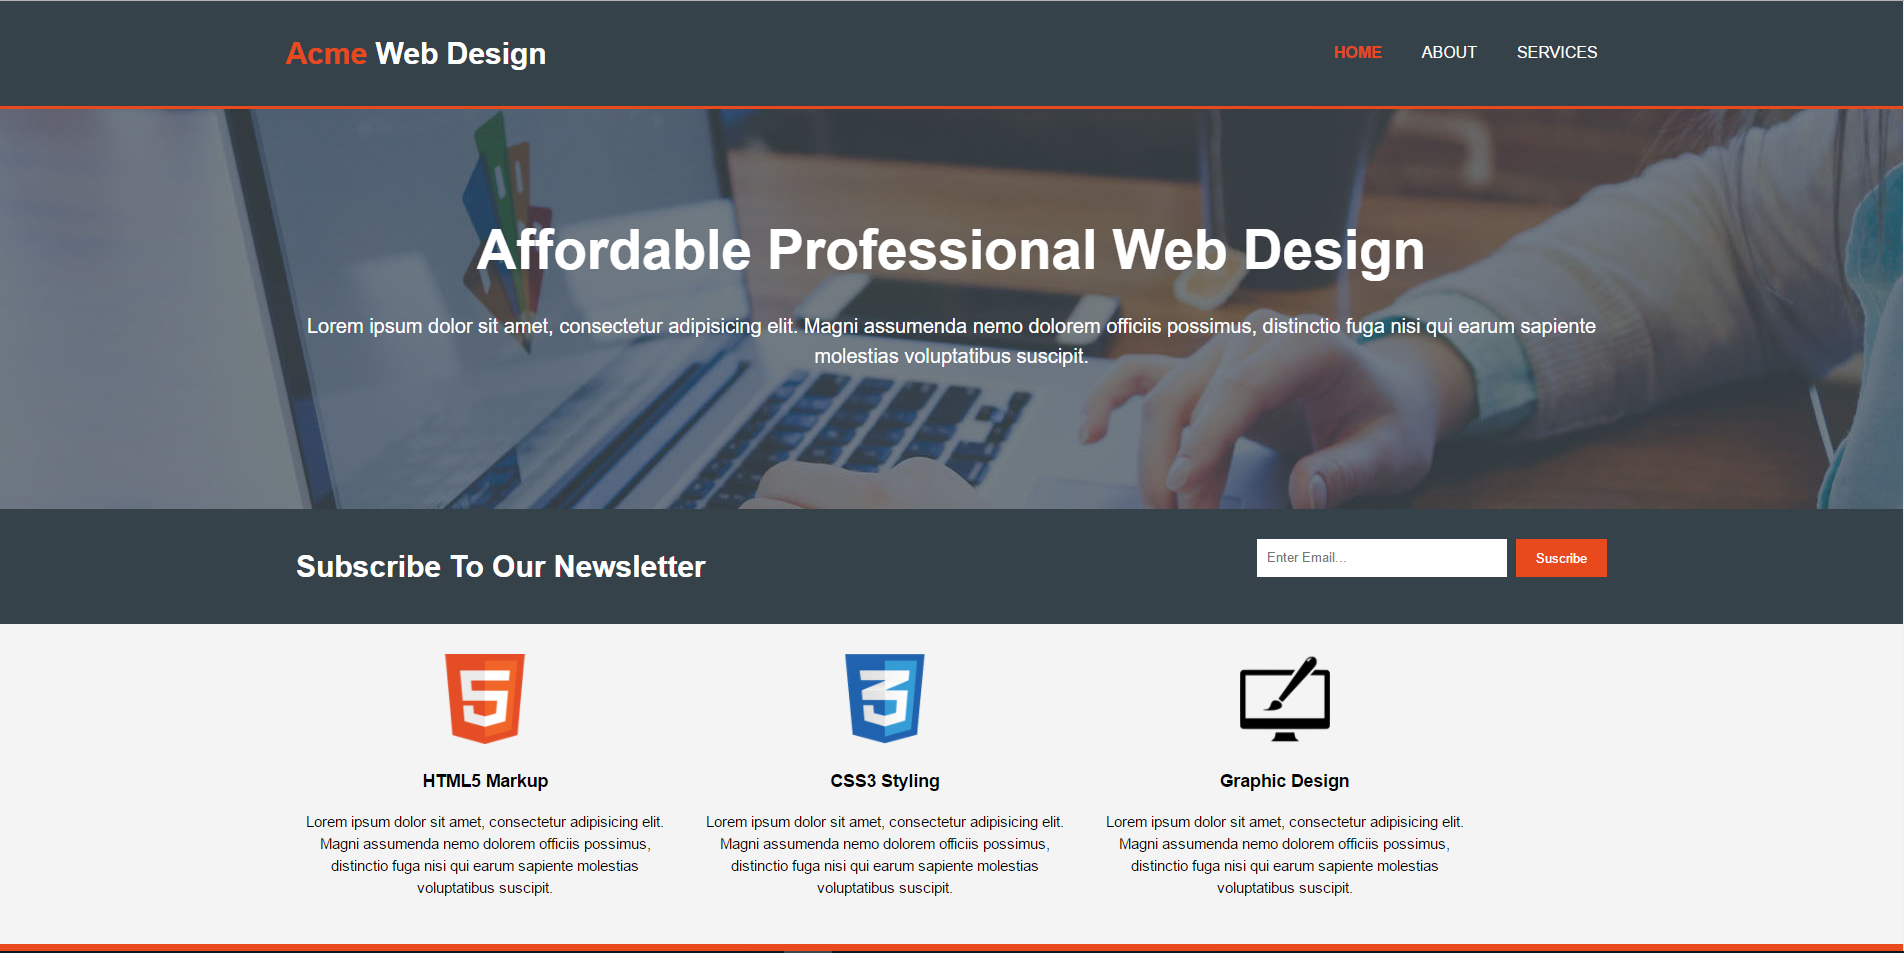 Acme Web Design
HOME ABOUT SERVICES
Affordable Professional Web Design
Lorem ipsum dolor sit amet, consectetur adipisicing elit. Magni assumenda nemo dolorem officiis possimus, distinctio fuga nisi qui earum sapiente
molestias voluptatibus suscipit.
Subscribe To Our Newsletter
Enter Email...
Suscribe
HTML5 Markup
Lorem ipsum dolor sit amet, consectetur adipisicing elit.
Magni assumenda nemo dolorem officiis possimus,
distinctio fuga nisi qui earum sapiente molestias
voluptatibus suscipit.
CSS3 Styling
Lorem ipsum dolor sit amet, consectetur adipisicing elit.
Magni assumenda nemo dolorem officiis possimus,
distinctio fuga nisi qui earum sapiente molestias
voluptatibus suscipit.
Graphic Design
Lorem ipsum dolor sit amet, consectetur adipisicing elit.
Magni assumenda nemo dolorem officiis possimus,
distinctio fuga nisi qui earum sapiente molestias
voluptatibus suscipit.